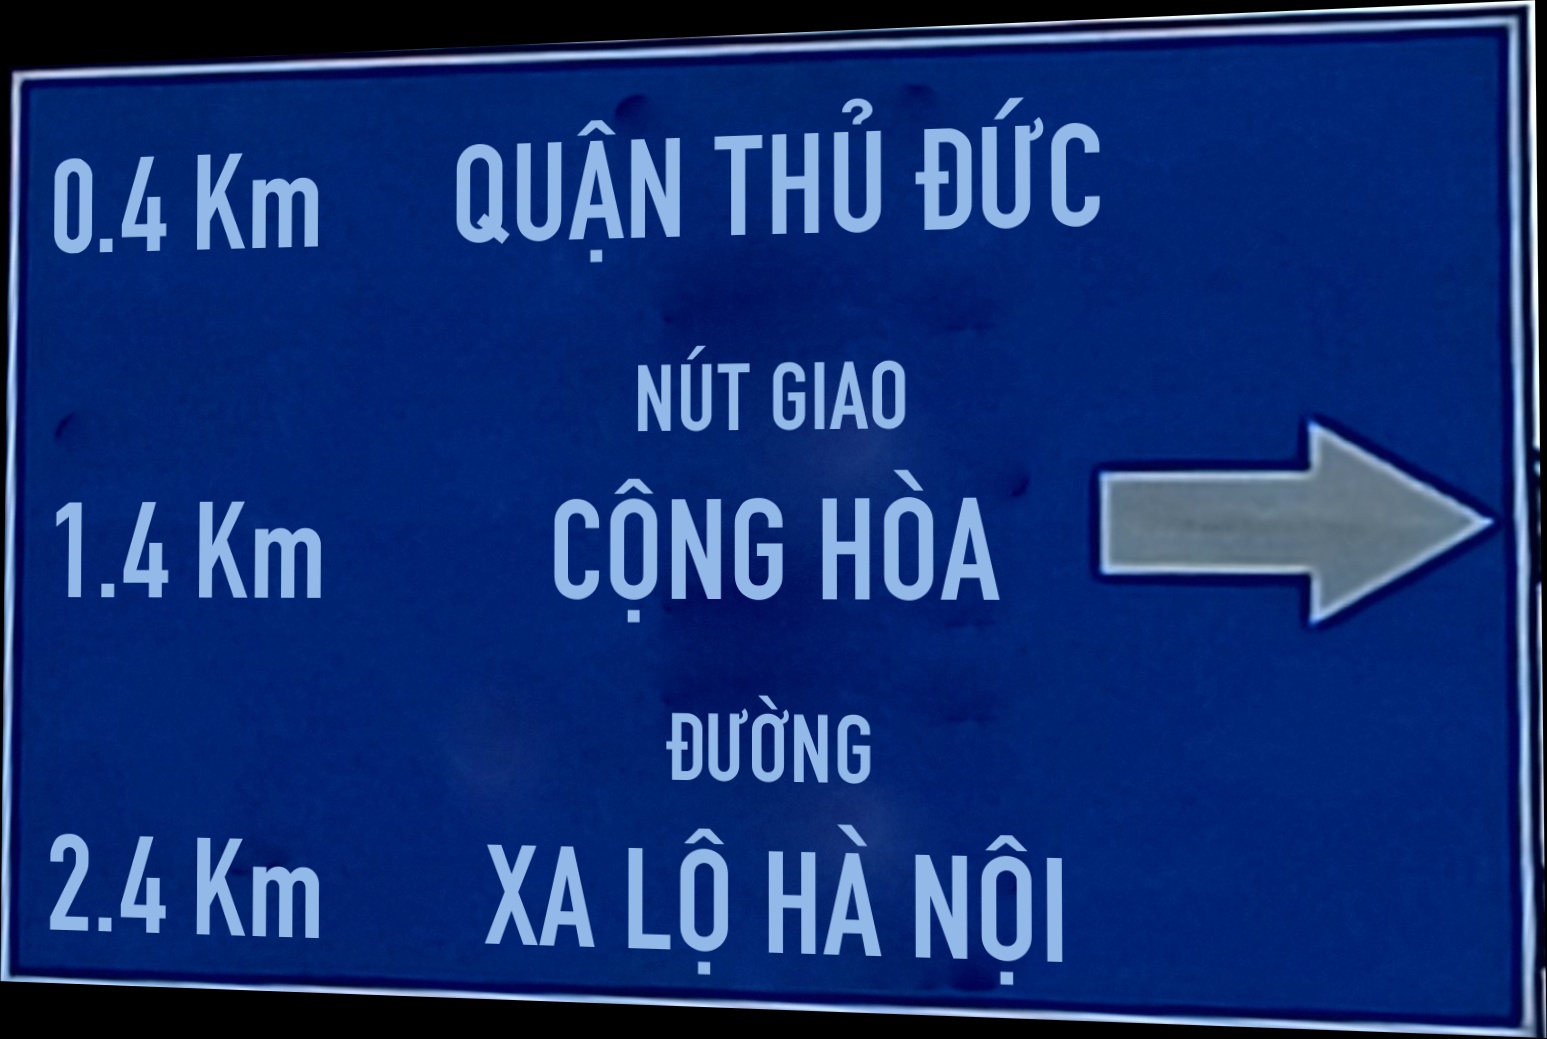 0.4 Km QUẬN THỦ ĐỨC
NÚT GIAO
1.4 Km CỘNG HÒA
ĐƯỜNG
2.4 Km XA LỘ HÀ NỘI